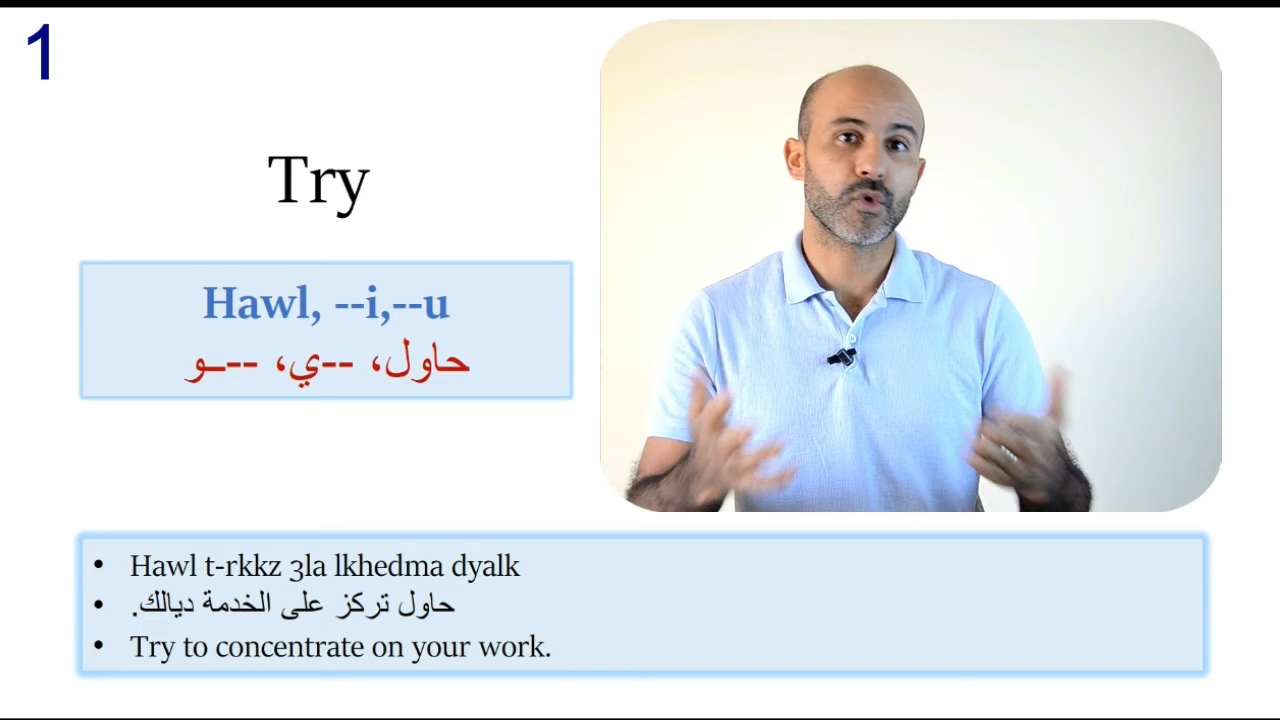 1
Try
Hawl, --i,--u
حاول، --ي، --ـو
• Hawl t-rkkz 3la lkhedma dyalk
• حاول تركز على الخدمة ديالك.
• Try to concentrate on your work.